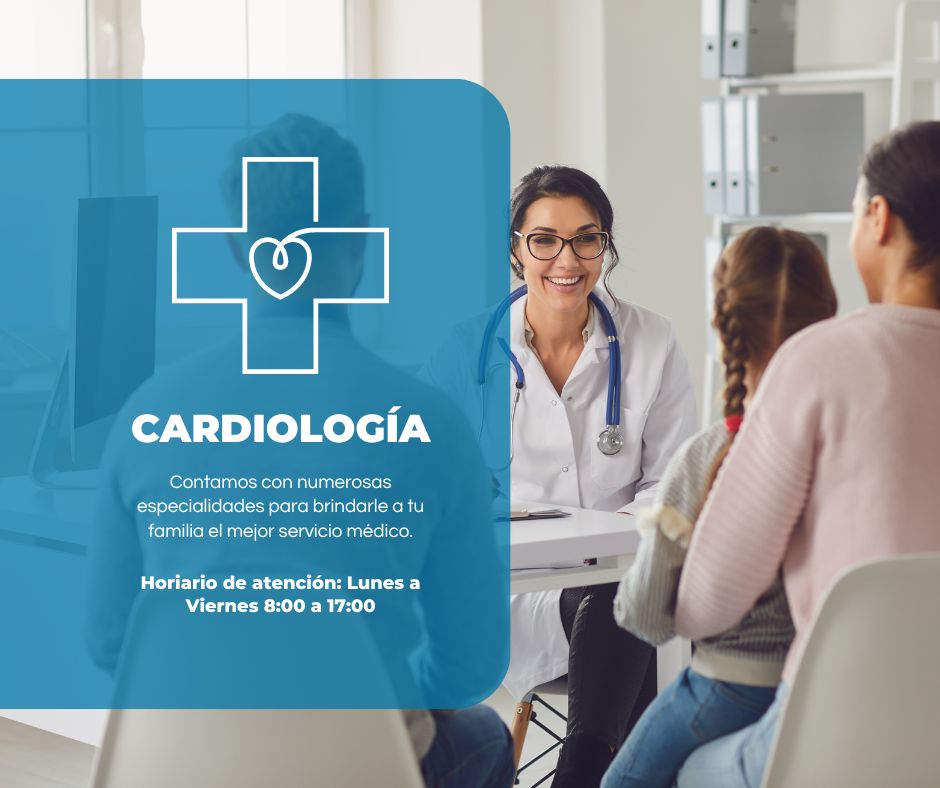 CARDIOLOGÍA
Contamos con numerosas
especialidades para brindarle a tu
familia el mejor servicio médico.
Horiario de atención: Lunes a
Viernes 8:00 a 17:00